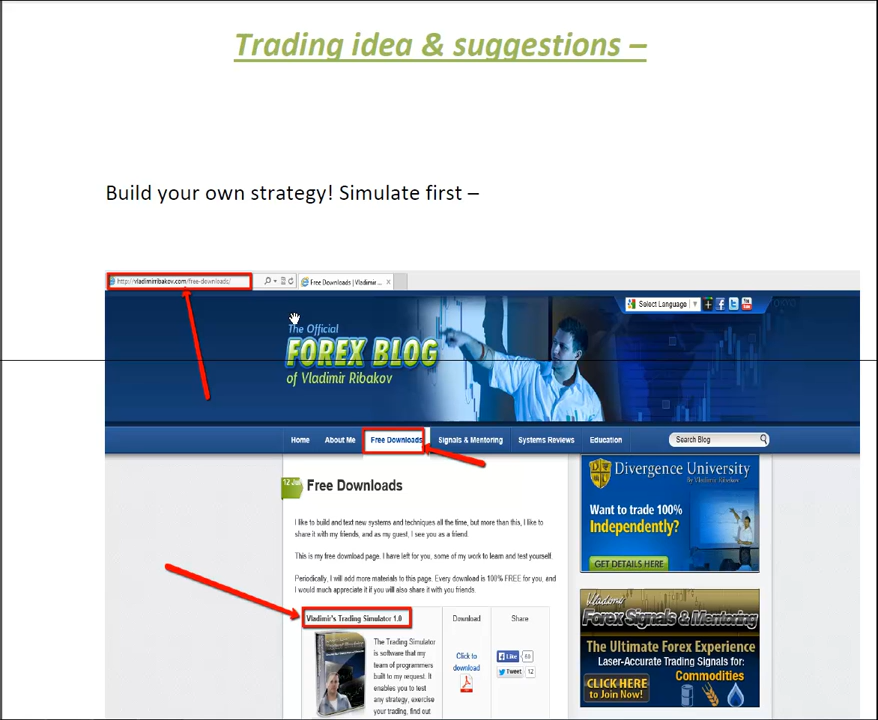 Trading idea & suggestions –
Build your own strategy! Simulate first –
http://vladimirribakov.com/free-downloads/
Free Downloads | Vladimir ...
Select Language
The Official
FOREX BLOG
of Vladimir Ribakov
Home About Me Free Downloads Signals & Mentoring Systems Reviews Education
Search Blog
Free Downloads
I like to build and text new systems and techniques all the time, but more than this, I like to
share it with my friends, and as my guest, I see you as a friend.
This is my free download page. I have left for you, some of my work to learn and test yourself.
Periodically, I will add more materials to this page. Every download is 100% FREE for you, and
I would much appreciate it if you will also share it with you friends.
Vladimir's Trading Simulator 1.0
Download
Share
The Trading Simulator
is software that my
team of programmers
built to my request. It
enables you to test
any strategy, exercise
your trading, find out
Click to
download
Like
Tweet 12
Divergence University
By Vladimir Ribakov
Want to trade 100%
Independently?
GET DETAILS HERE
Forex Signals & Mentoring
The Ultimate Forex Experience
Laser-Accurate Trading Signals for:
Commodities
CLICK HERE
to Join Now!